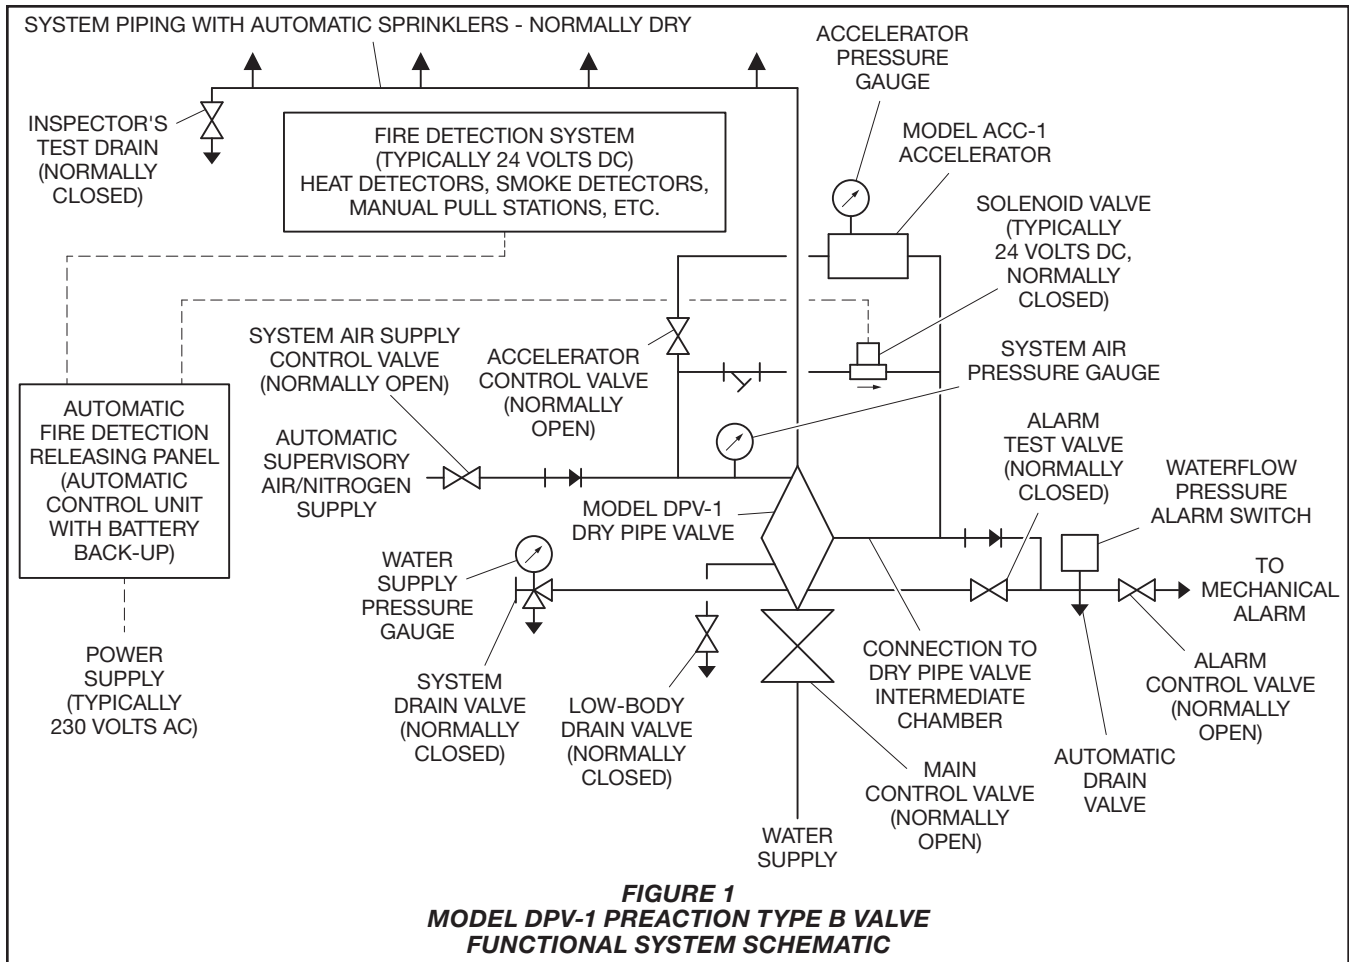 SYSTEM PIPING WITH AUTOMATIC SPRINKLERS - NORMALLY DRY
ACCELERATOR
PRESSURE
GAUGE
INSPECTOR'S
TEST DRAIN
(NORMALLY
CLOSED)
FIRE DETECTION SYSTEM
(TYPICALLY 24 VOLTS DC)
HEAT DETECTORS, SMOKE DETECTORS,
MANUAL PULL STATIONS, ETC.
MODEL ACC-1
ACCELERATOR
SOLENOID VALVE
(TYPICALLY
24 VOLTS DC,
NORMALLY
CLOSED)
SYSTEM AIR SUPPLY
CONTROL VALVE
(NORMALLY OPEN)
ACCELERATOR
CONTROL VALVE
(NORMALLY
OPEN)
SYSTEM AIR
PRESSURE GAUGE
AUTOMATIC
FIRE DETECTION
RELEASING PANEL
(AUTOMATIC
CONTROL UNIT
WITH BATTERY
BACK-UP)
AUTOMATIC
SUPERVISORY
AIR/NITROGEN
SUPPLY
ALARM
TEST VALVE
(NORMALLY
CLOSED)
WATERFLOW
PRESSURE
ALARM SWITCH
MODEL DPV-1
DRY PIPE VALVE
WATER
SUPPLY
PRESSURE
GAUGE
TO
MECHANICAL
ALARM
POWER
SUPPLY
(TYPICALLY
230 VOLTS AC)
SYSTEM
DRAIN VALVE
(NORMALLY
CLOSED)
LOW-BODY
DRAIN VALVE
(NORMALLY
CLOSED)
CONNECTION TO
DRY PIPE VALVE
INTERMEDIATE
CHAMBER
ALARM
CONTROL VALVE
(NORMALLY
OPEN)
MAIN
CONTROL VALVE
(NORMALLY
OPEN)
AUTOMATIC
DRAIN
VALVE
WATER
SUPPLY
FIGURE 1
MODEL DPV-1 PREACTION TYPE B VALVE
FUNCTIONAL SYSTEM SCHEMATIC